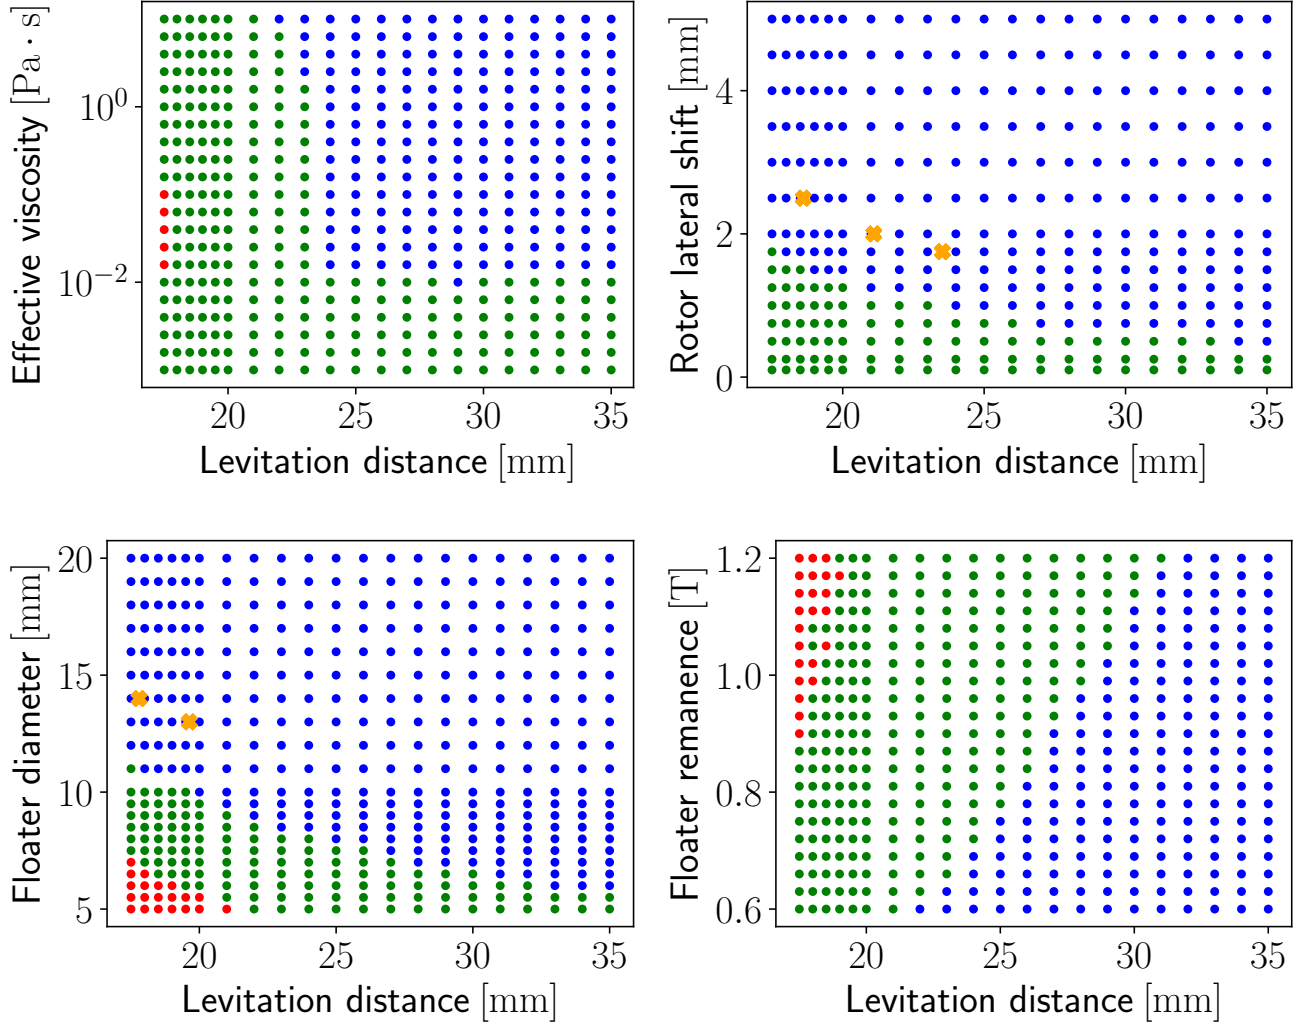 Effective viscosity [Pa · s]
10⁰
10⁻²
20 25 30 35
Levitation distance [mm]
Rotor lateral shift [mm]
4
2
0
20 25 30 35
Levitation distance [mm]
Floater diameter [mm]
20
15
10
5
20 25 30 35
Levitation distance [mm]
Floater remanence [T]
1.2
1.0
0.8
0.6
20 25 30 35
Levitation distance [mm]